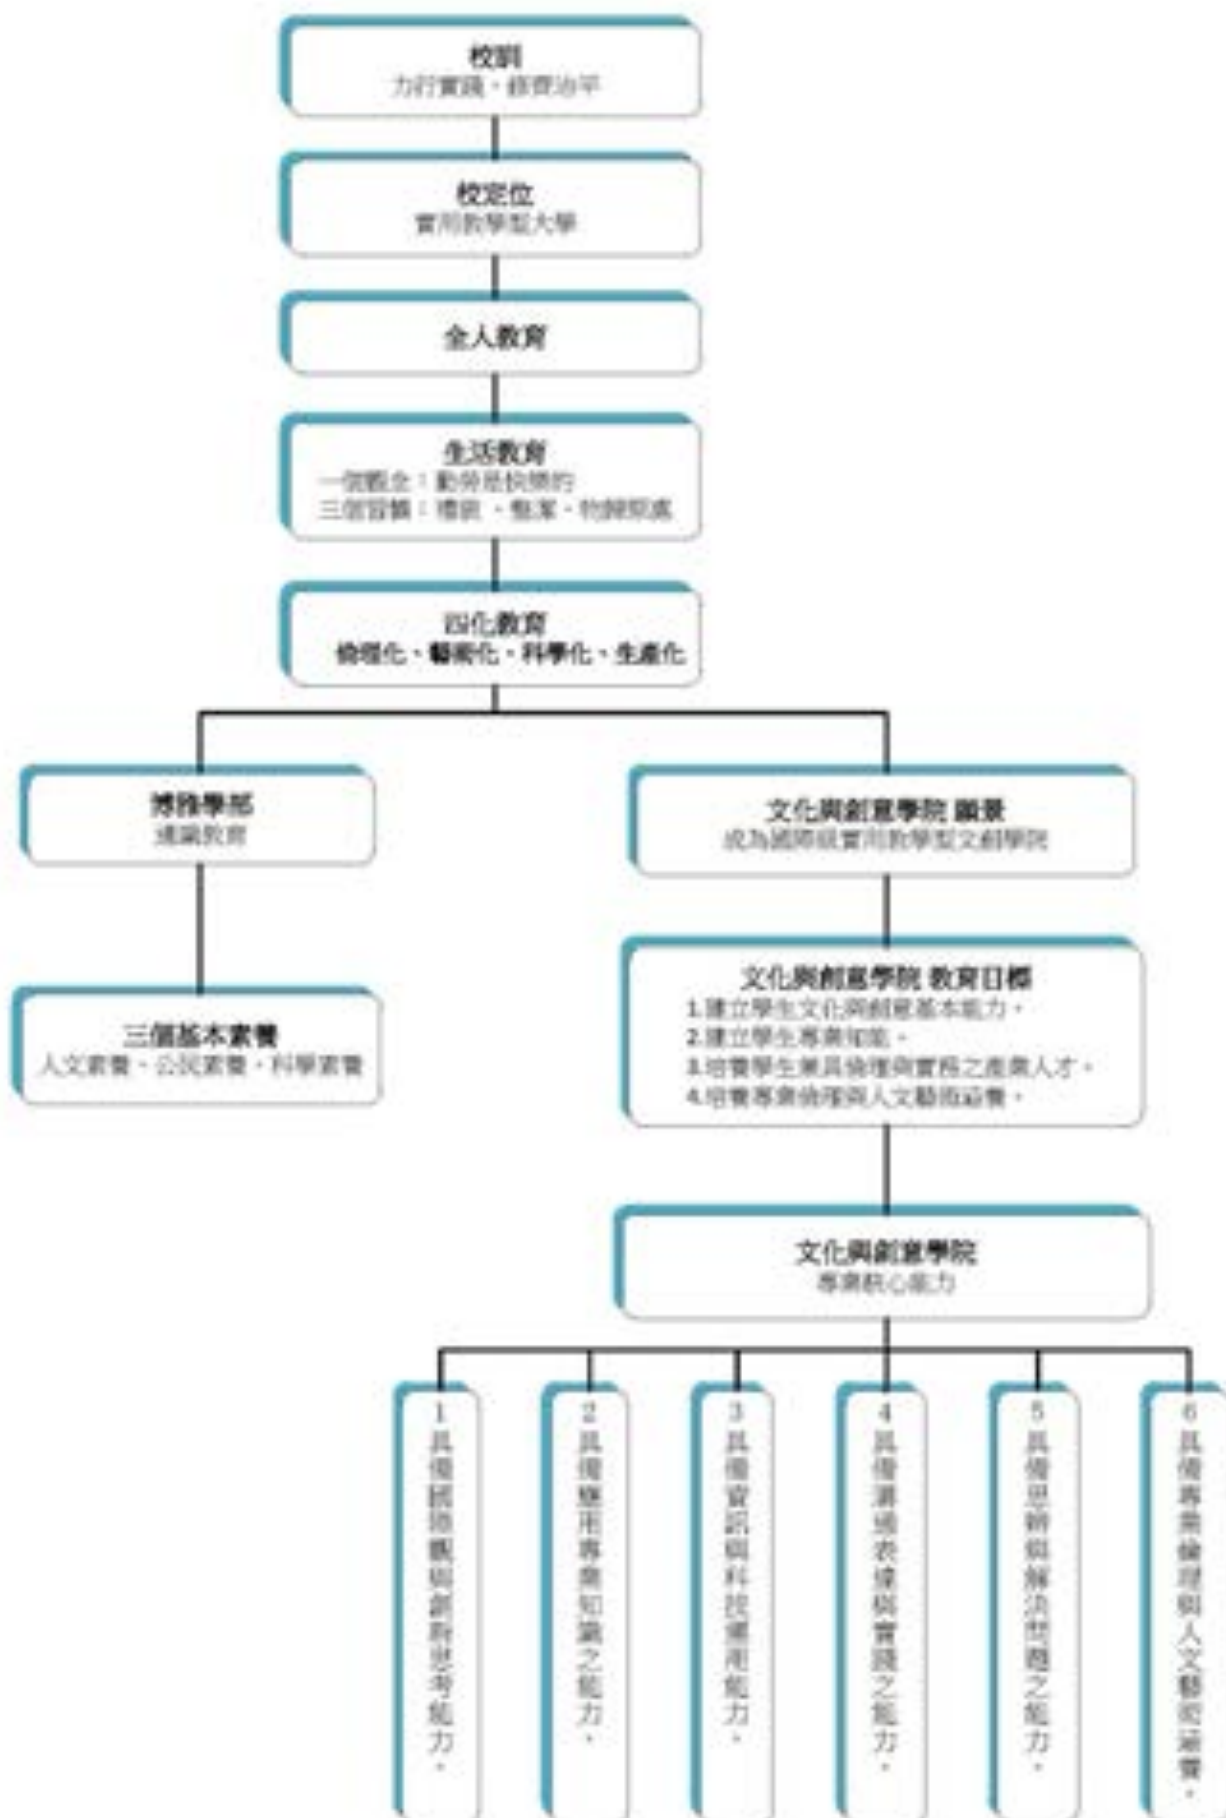 校訓
力行實踐、修齊治平
校定位
實用教學型大學
全人教育
生活教育
一個觀念：勤勞是快樂的
三個習慣：禮貌、整潔、物歸原處
四化教育
倫理化、藝術化、科學化、生產化
博雅學部
通識教育
文化與創意學院 願景
成為國際級實用教學型文創學院
三個基本素養
人文素養、公民素養、科學素養
文化與創意學院 教育目標
1.建立學生文化與創意基本能力。
2.建立學生專業知能。
3.培養學生兼具倫理與實務之產業人才。
4.培養專業倫理與人文藝術涵養。
文化與創意學院
專業核心能力
1具備國際觀與創新思考能力。
2具備應用專業知識之能力。
3具備資訊與科技運用能力。
4具備溝通表達與實踐之能力。
5具備思辨與解決問題之能力。
6具備專業倫理與人文藝術涵養。